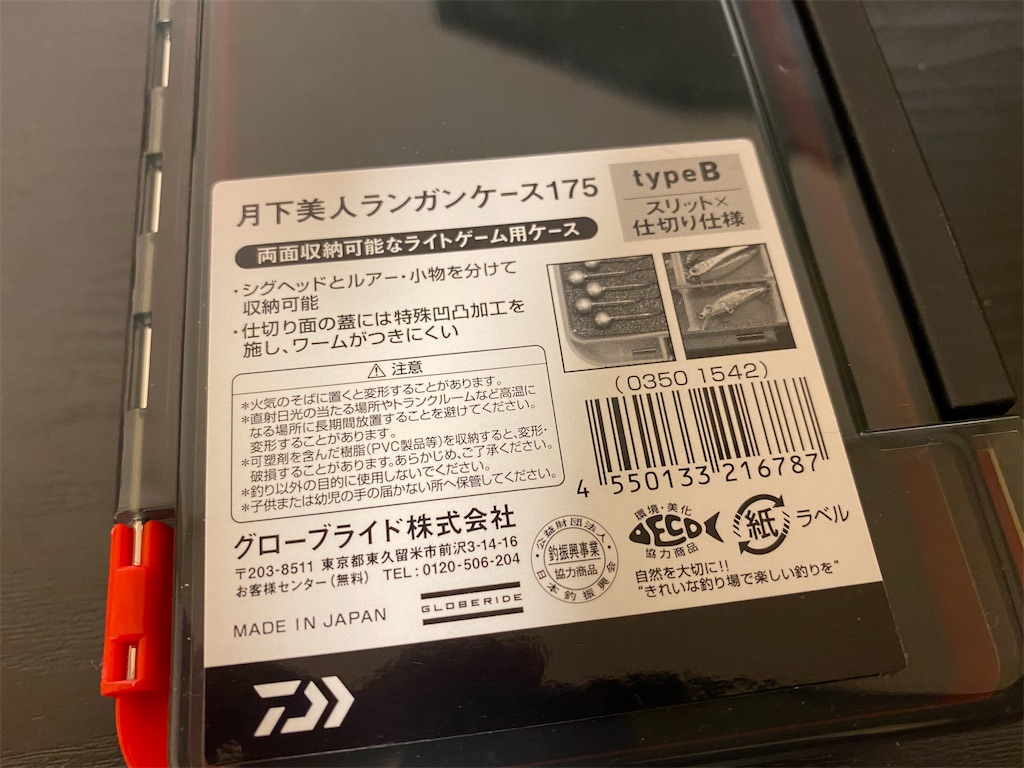 月下美人ランガンケース175
typeB
スリット×
仕切り仕様
両面収納可能なライトゲーム用ケース
・ジグヘッドとルアー・小物を分けて
収納可能
・仕切り面の蓋には特殊凹凸加工を
施し、ワームがつきにくい
注意
*火気のそばに置くと変形することがあります。
*直射日光の当たる場所やトランクルームなど高温に
なる場所に長期間放置することを避けてください。
変形することがあります。
*可塑剤を含んだ樹脂(PVC製品等)を収納すると、変形・
破損することがあります。あらかじめ、ご了承ください。
*釣り以外の目的に使用しないでください。
*子供または幼児の手の届かない所へ保管してください。
(0350 1542)
4 550133 216787
グローブライド株式会社
〒203-8511 東京都東久留米市前沢3-14-16
お客様センター(無料) TEL:0120-506-204
MADE IN JAPAN
GLOBERIDE
・公益財団法人・
釣振興事業
協力商品
日本釣振興会
環境・美化
DECO
協力商品
紙 ラベル
自然を大切に!!
"きれいな釣り場で楽しい釣りを"